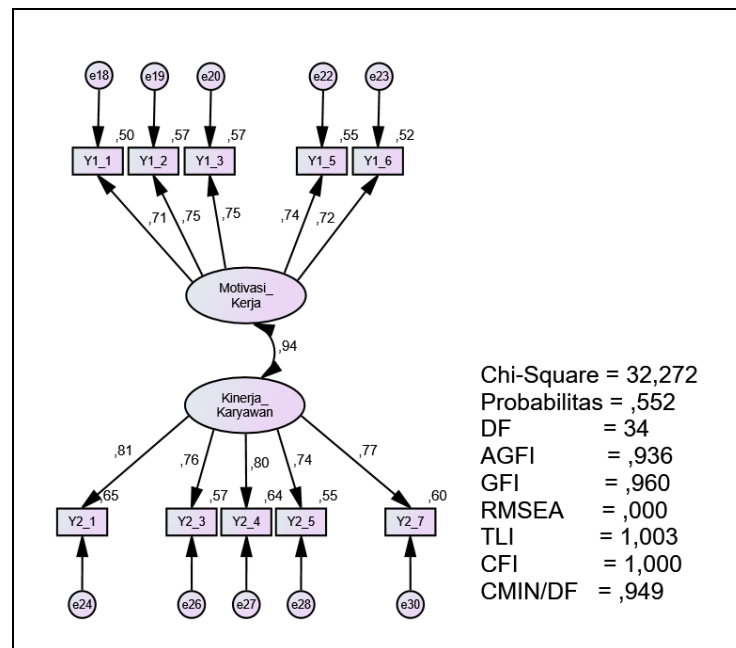 e18 e19 e20 e22 e23
,50 ,57 ,57 ,55 ,52
Y1_1 Y1_2 Y1_3 Y1_5 Y1_6
,71 ,75 ,75 ,74 ,72
Motivasi_
Kerja
,94
Kinerja_
Karyawan
,81 ,76 ,80 ,74 ,77
,65 ,57 ,64 ,55 ,60
Y2_1 Y2_3 Y2_4 Y2_5 Y2_7
e24 e26 e27 e28 e30
Chi-Square = 32,272
Probabilitas = ,552
DF = 34
AGFI = ,936
GFI = ,960
RMSEA = ,000
TLI = 1,003
CFI = 1,000
CMIN/DF = ,949